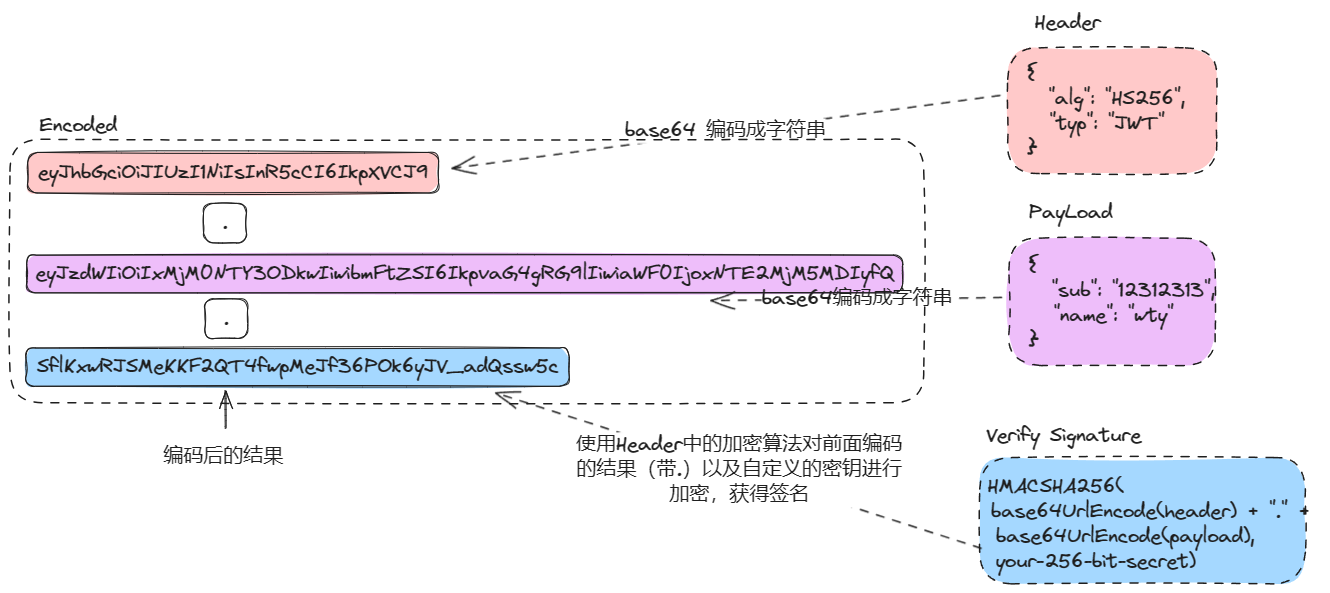 Header
{
"alg": "HS256",
"typ": "JWT"
}
Encoded
base64 编码成字符串
eyJhbGciOiJIUzI1NiIsInR5cCI6IkpXVCJ9
.
PayLoad
{
"sub": "12312313",
"name": "wty"
}
eyJzdWIiOiIxMjM0NTY3ODkwIiwibmFtZSI6IkpvaG4gRG9lIiwiaWF0IjoxNTE2MjM5MDIyfQ
base64编码成字符串
.
SflKxwRJSMeKKF2QT4fwpMeJf36POk6yJV_adQssw5c
编码后的结果
使用Header中的加密算法对前面编码
的结果（带.）以及自定义的密钥进行
加密，获得签名
Verify Signature
HMACSHA256(
base64UrlEncode(header) + "." +
base64UrlEncode(payload),
your-256-bit-secret)